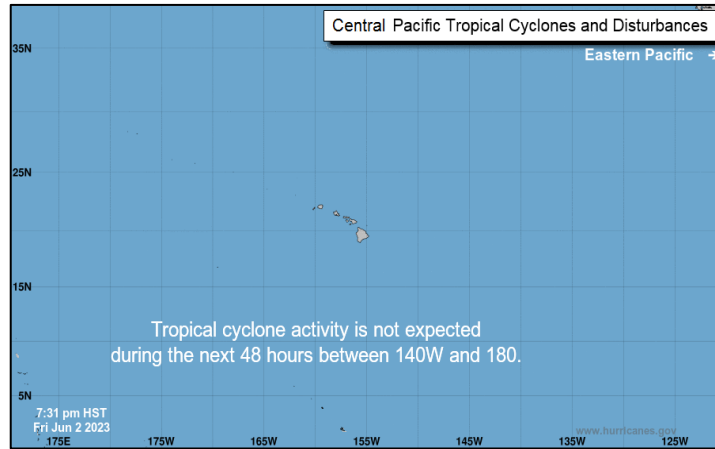 Central Pacific Tropical Cyclones and Disturbances
35N
Eastern Pacific →
25N
15N
Tropical cyclone activity is not expected
during the next 48 hours between 140W and 180.
5N
7:31 pm HST
Fri Jun 2 2023
www.hurricanes.gov
175E 175W 165W 155W 145W 135W 125W